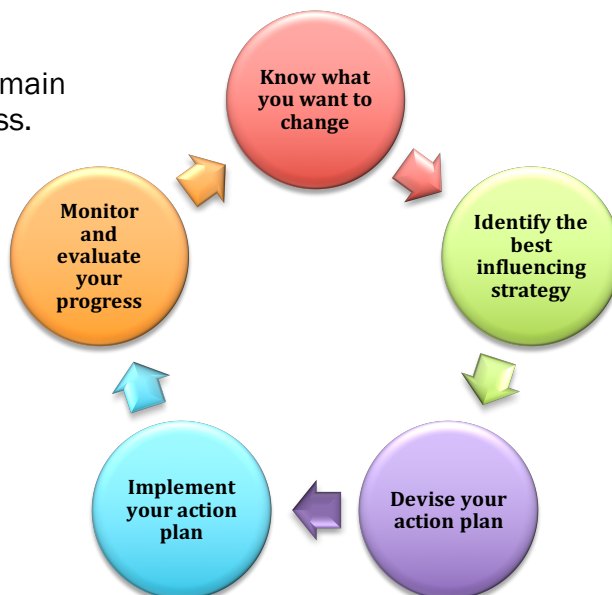 main
ss.
Know what
you want to
change
Identify the
best
influencing
strategy
Devise your
action plan
Implement
your action
plan
Monitor
and
evaluate
your
progress